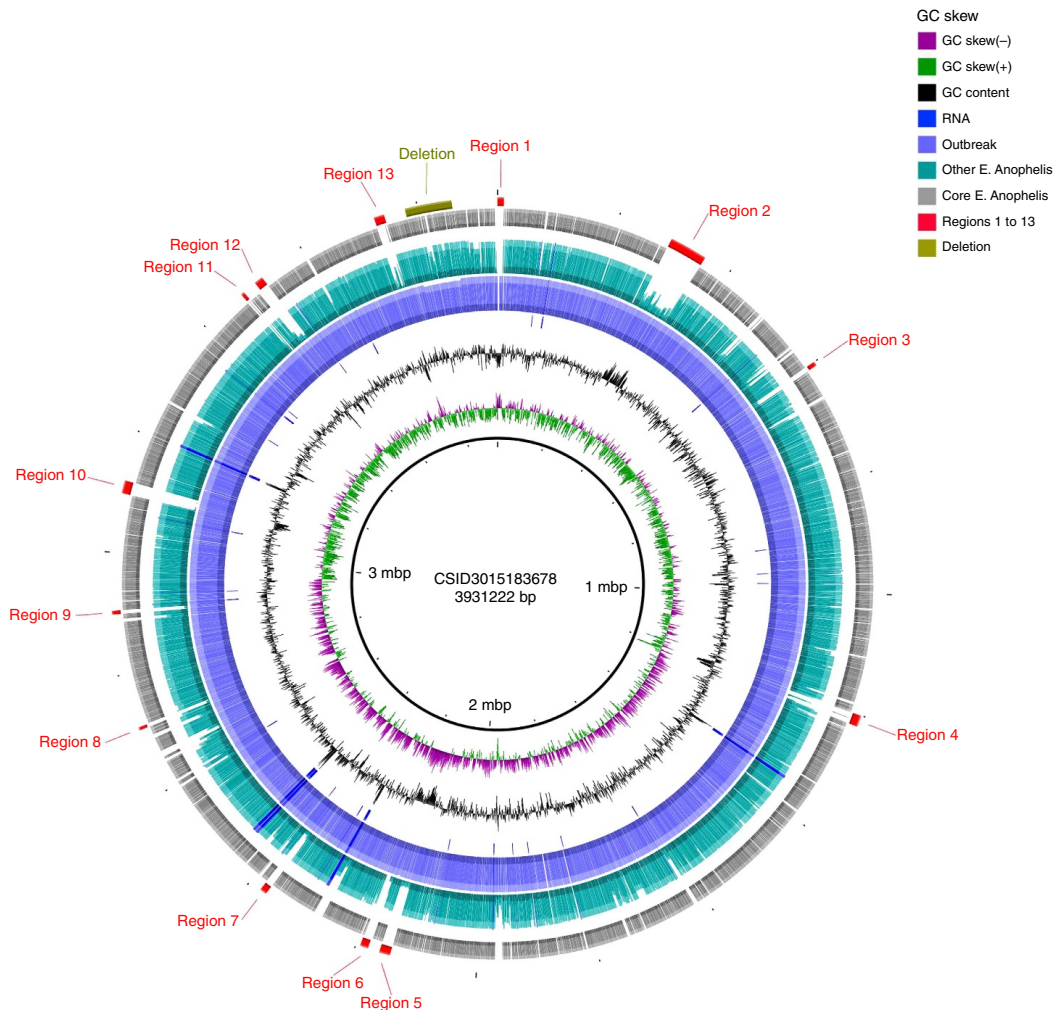 GC skew
GC skew(−)
GC skew(+)
GC content
RNA
Outbreak
Other E. Anophelis
Core E. Anophelis
Regions 1 to 13
Deletion
Region 1
Deletion
Region 13
Region 2
Region 12
Region 11
Region 3
Region 10
3 mbp
CSID3015183678
3931222 bp
1 mbp
Region 9
2 mbp
Region 4
Region 8
Region 7
Region 6
Region 5